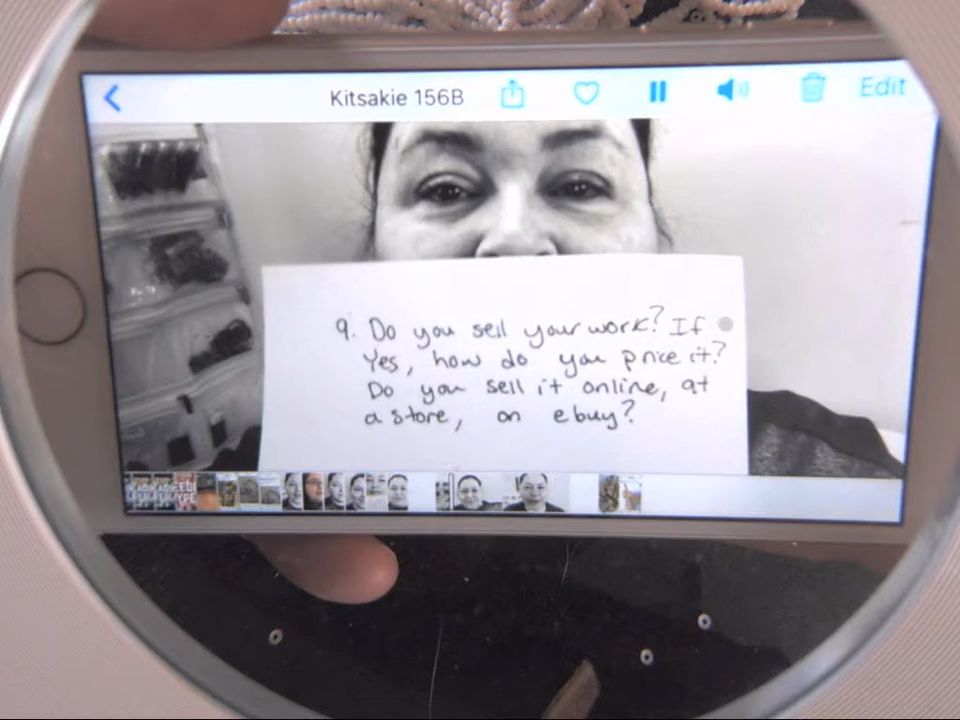 Kitsakie 156B
Edit
9. Do you sell your work? If
Yes, how do you price it?
Do you sell it online, at
a store, on ebuy?